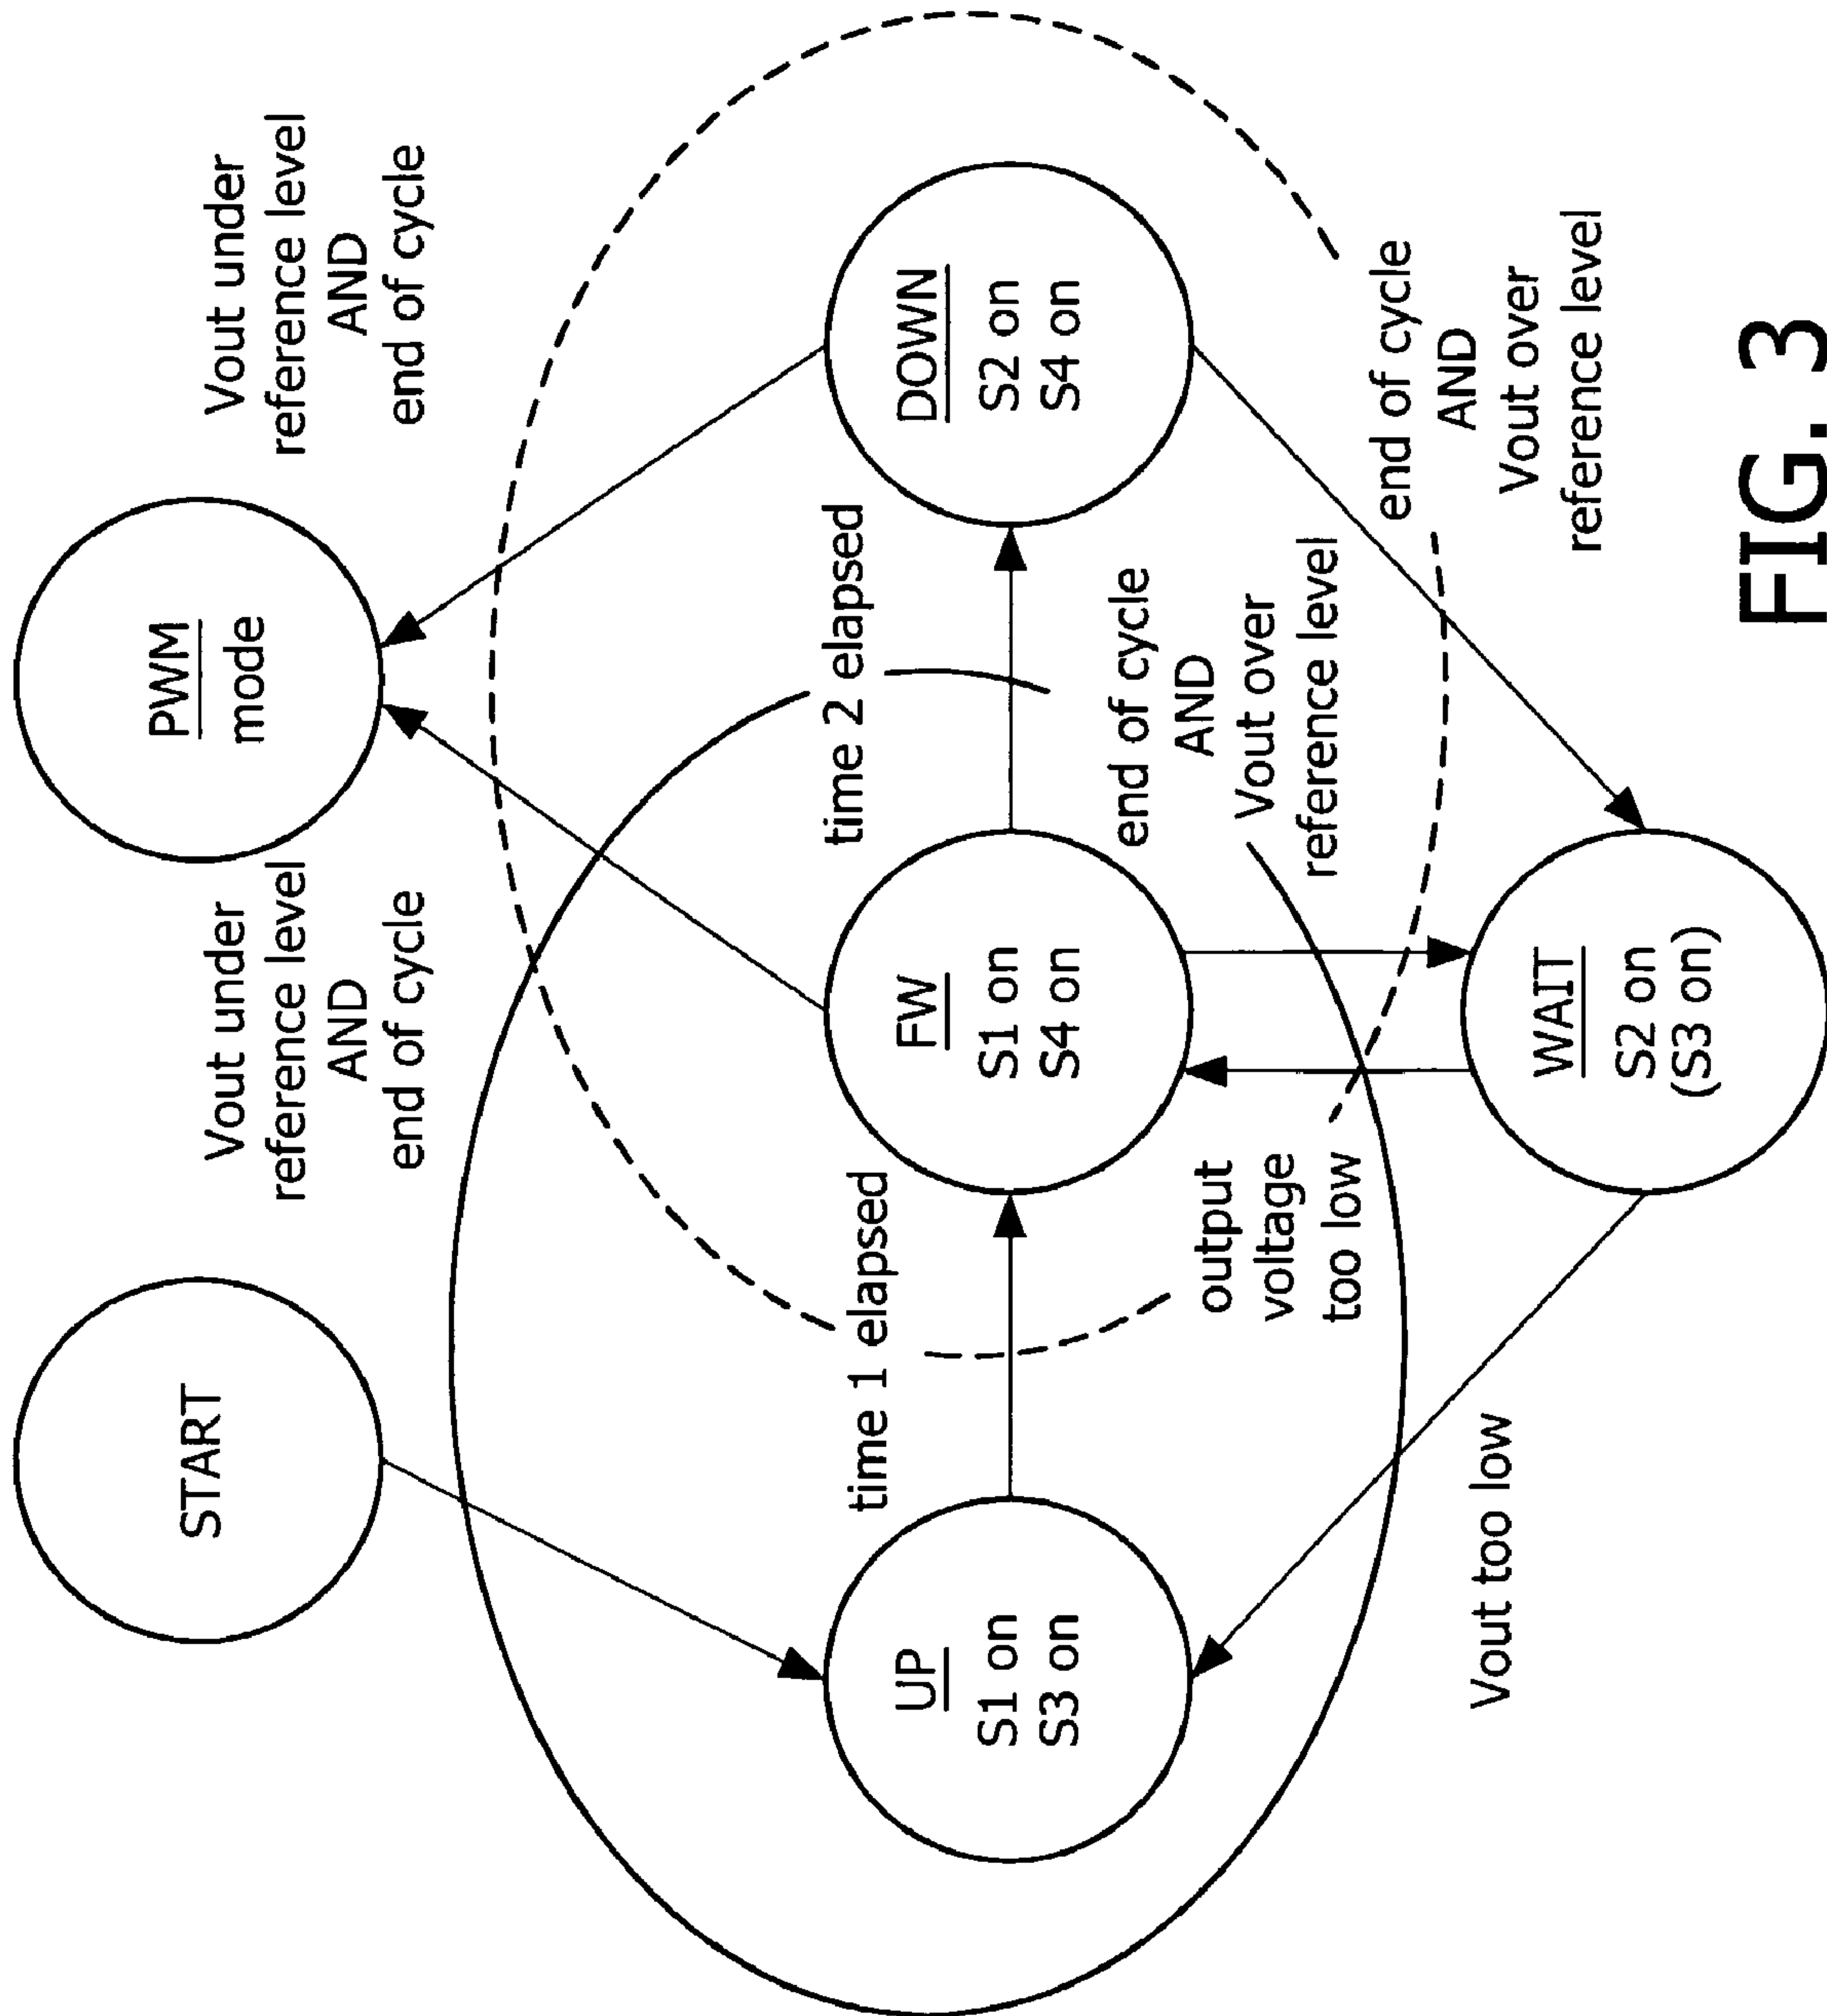 START
PWM
mode
Vout under
reference level
AND
end of cycle
Vout under
reference level
AND
end of cycle
time 1 elapsed
time 2 elapsed
UP
S1 on
S3 on
FW
S1 on
S4 on
DOWN
S2 on
S4 on
output
voltage
too low
end of cycle
AND
Vout over
reference level
end of cycle
AND
Vout over
reference level
Vout too low
WAIT
S2 on
(S3 on)
FIG. 3